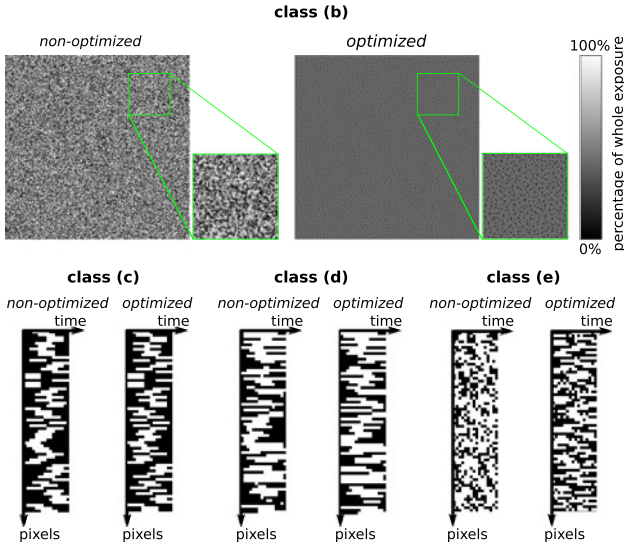 class (b)
non-optimized
optimized
100%
percentage of whole exposure
0%
class (c)
class (d)
class (e)
non-optimized optimized
non-optimized optimized
non-optimized optimized
time
time
time
time
time
time
pixels
pixels
pixels
pixels
pixels
pixels